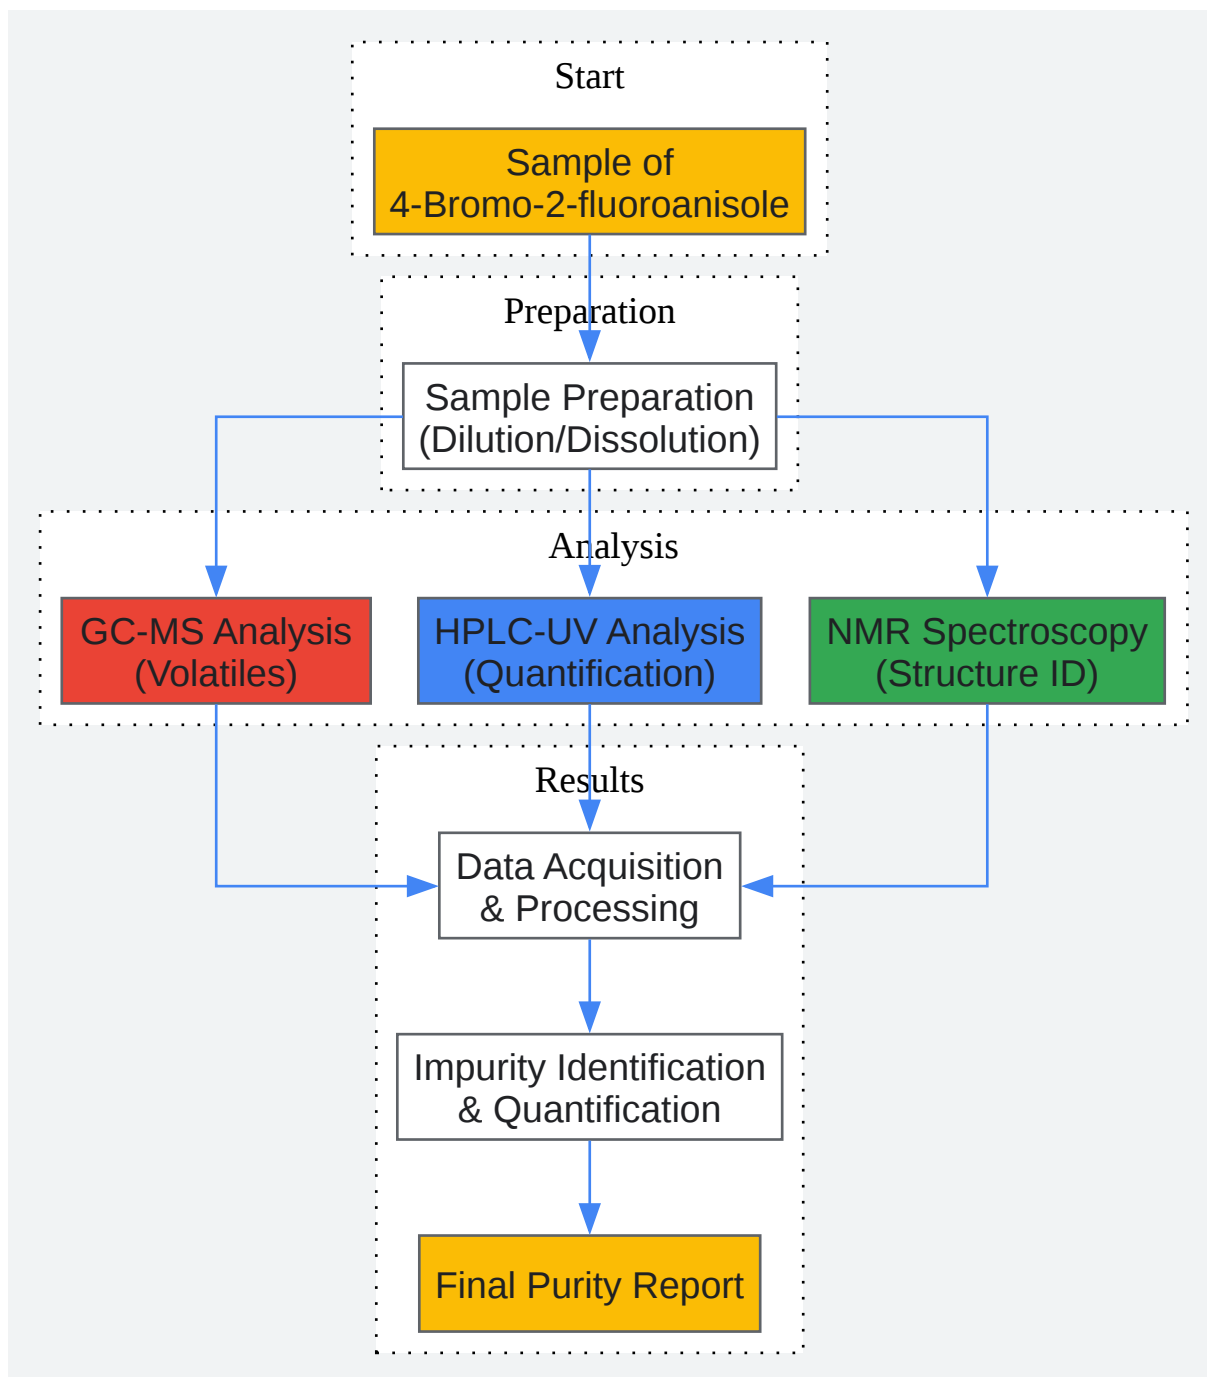 Start
Sample of
4-Bromo-2-fluoroanisole
Preparation
Sample Preparation
(Dilution/Dissolution)
Analysis
GC-MS Analysis
(Volatiles)
HPLC-UV Analysis
(Quantification)
NMR Spectroscopy
(Structure ID)
Results
Data Acquisition
& Processing
Impurity Identification
& Quantification
Final Purity Report